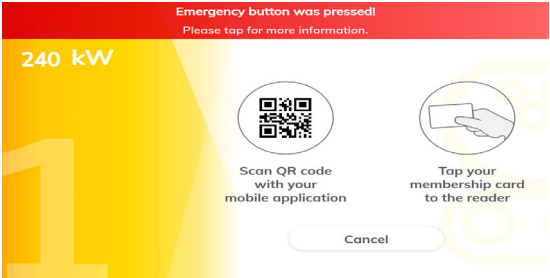 Emergency button was pressed!
Please tap for more information.
240 kW
1
Scan QR code
with your
mobile application
Tap your
membership card
to the reader
Cancel